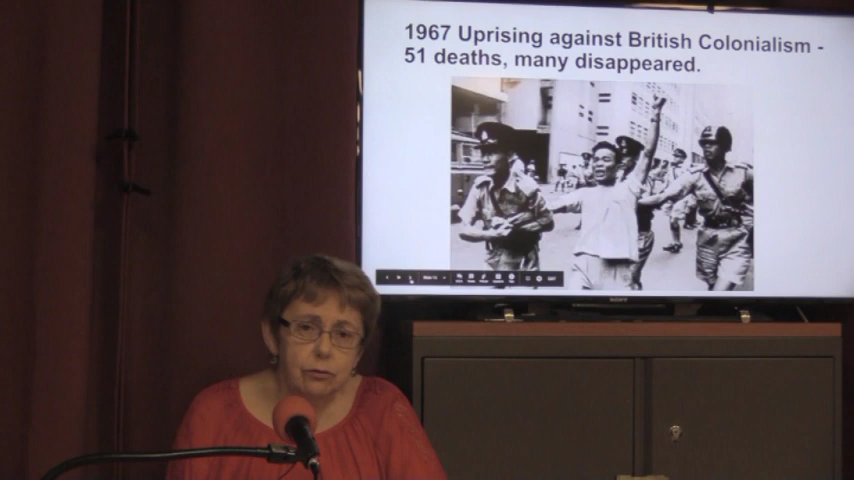 1967 Uprising against British Colonialism -
51 deaths, many disappeared.
SONY